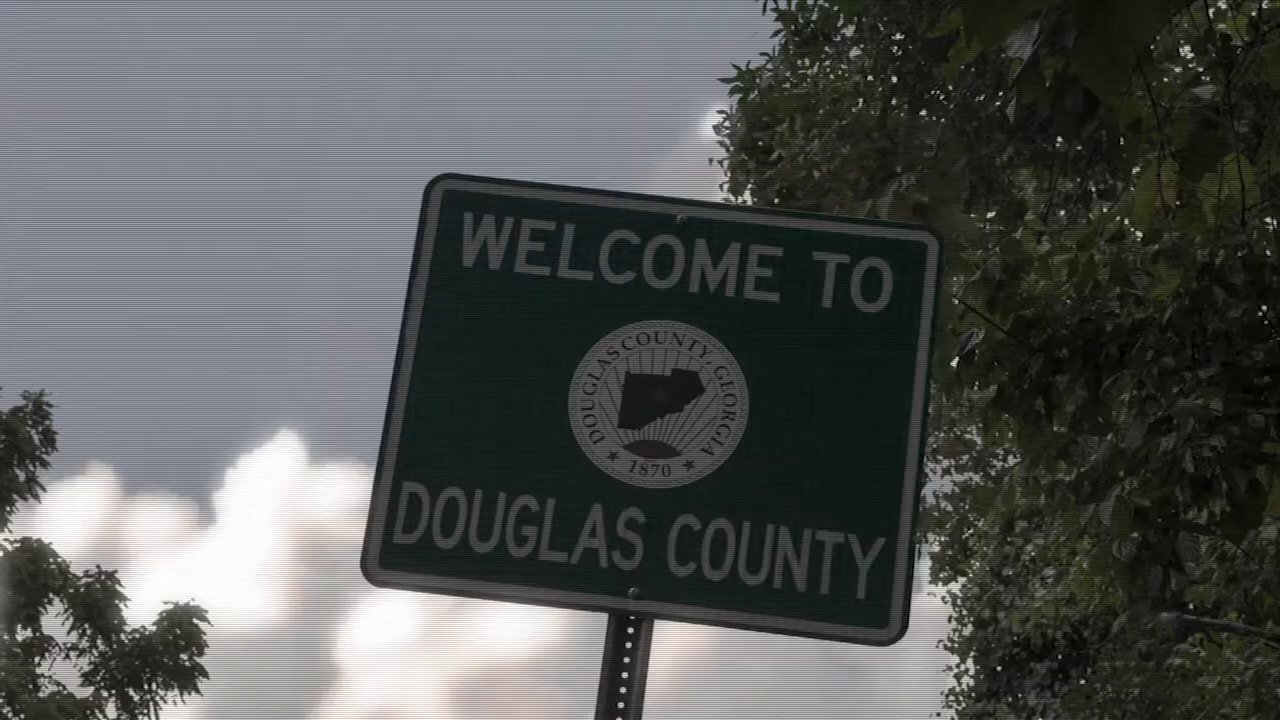 WELCOME TO
DOUGLAS COUNTY, GEORGIA
★ 1870 ★
DOUGLAS COUNTY